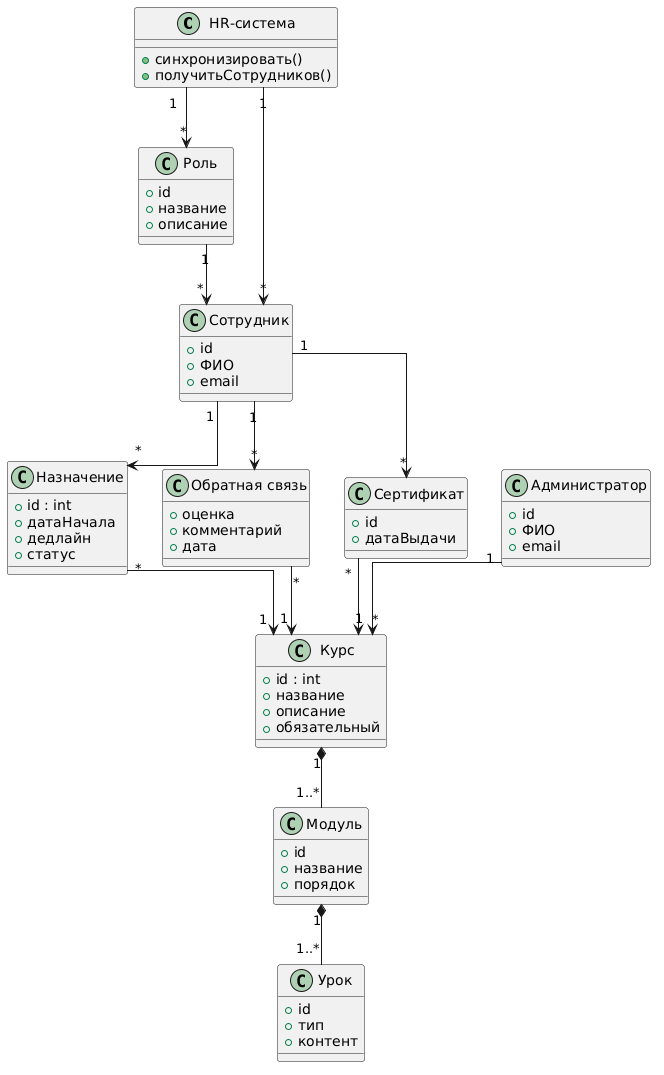 C HR-система
синхронизировать()
получитьСотрудников()
1
1
*
C Роль
id
название
описание
1
*
*
C Сотрудник
id
ФИО
email
1
1
1
*
*
*
C Назначение
id : int
датаНачала
дедлайн
статус
C Обратная связь
оценка
комментарий
дата
C Сертификат
id
датаВыдачи
C Администратор
id
ФИО
email
*
*
*
1
1
1
1
*
C Курс
id : int
название
описание
обязательный
1
1..*
C Модуль
id
название
порядок
1
1..*
C Урок
id
тип
контент